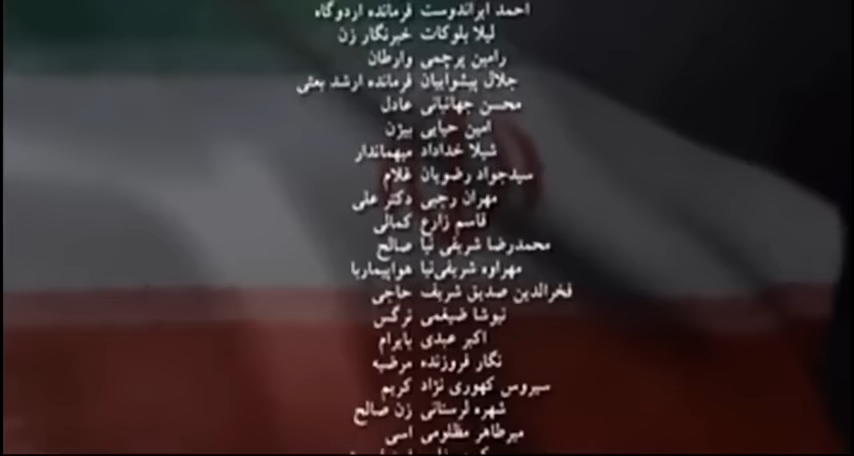 احمد ایراندوست فرمانده اردوگاه
لیلا بلوکات خبرنگار زن
رامین پرچمی وارطان
جلال پیشوائیان فرمانده ارشد بعثی
محسن جهانبانی عادل
امین حیایی بیژن
شیلا خداداد میهماندار
سیدجواد رضویان غلام
مهران رجبی دکتر علی
قاسم زارع کمالی
محمدرضا شریفی نیا صالح
مهراوه شریفی‌نیا هواپیماربا
فخرالدین صدیق شریف حاجی
نیوشا ضیغمی نرگس
اکبر عبدی بایرام
نگار فروزنده مرضیه
سیروس کهوری نژاد کریم
شهره لرستانی زن صالح
میرطاهر مظلومی اسی